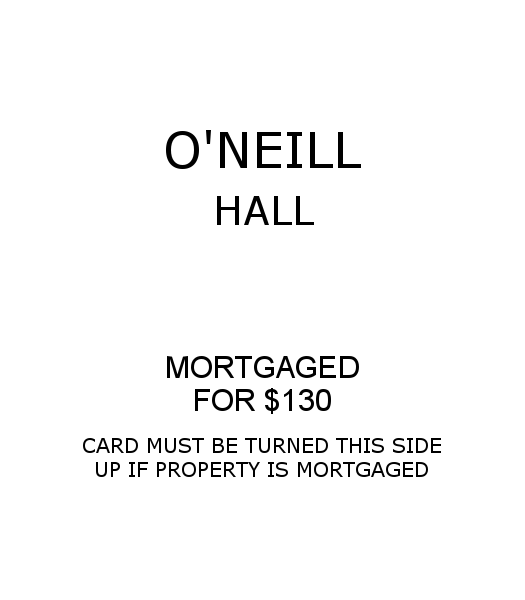 O'NEILL
HALL
MORTGAGED
FOR $130
CARD MUST BE TURNED THIS SIDE
UP IF PROPERTY IS MORTGAGED